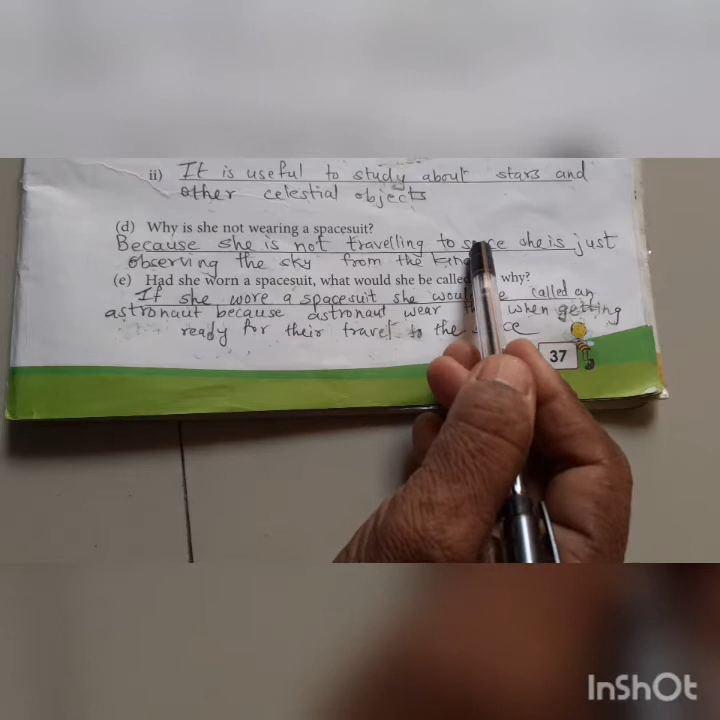 ii) It is useful to study about stars and
other celestial objects
(d) Why is she not wearing a spacesuit?
Because she is not travelling to space she is just
observing the sky from the
(e) Had she worn a spacesuit, what would she be called why?
If she wore a spacesuit she would be called an
astronaut because astronaut wear when getting
ready for their travel to the space
37
InShOt